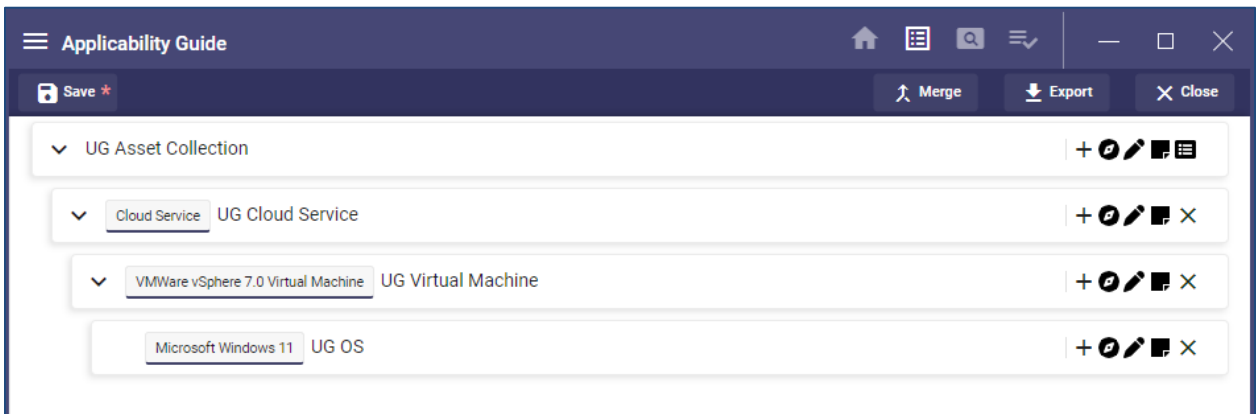 Applicability Guide
Save * Merge Export Close
UG Asset Collection
Cloud Service UG Cloud Service
VMWare vSphere 7.0 Virtual Machine UG Virtual Machine
Microsoft Windows 11 UG OS